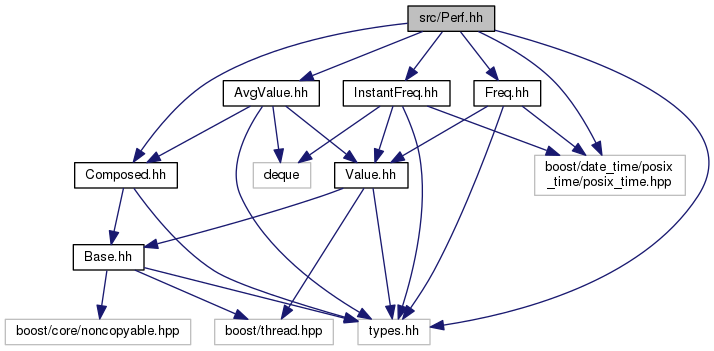 src/Perf.hh
AvgValue.hh
InstantFreq.hh
Freq.hh
Composed.hh
deque
Value.hh
boost/date_time/posix
_time/posix_time.hpp
Base.hh
boost/core/noncopyable.hpp
boost/thread.hpp
types.hh